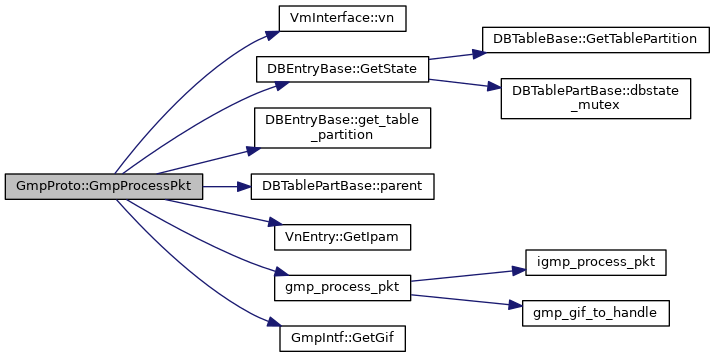 GmpProto::GmpProcessPkt
VmInterface::vn
DBEntryBase::GetState
DBTableBase::GetTablePartition
DBTablePartBase::dbstate
_mutex
DBEntryBase::get_table
_partition
DBTablePartBase::parent
VnEntry::GetIpam
gmp_process_pkt
igmp_process_pkt
gmp_gif_to_handle
GmpIntf::GetGif